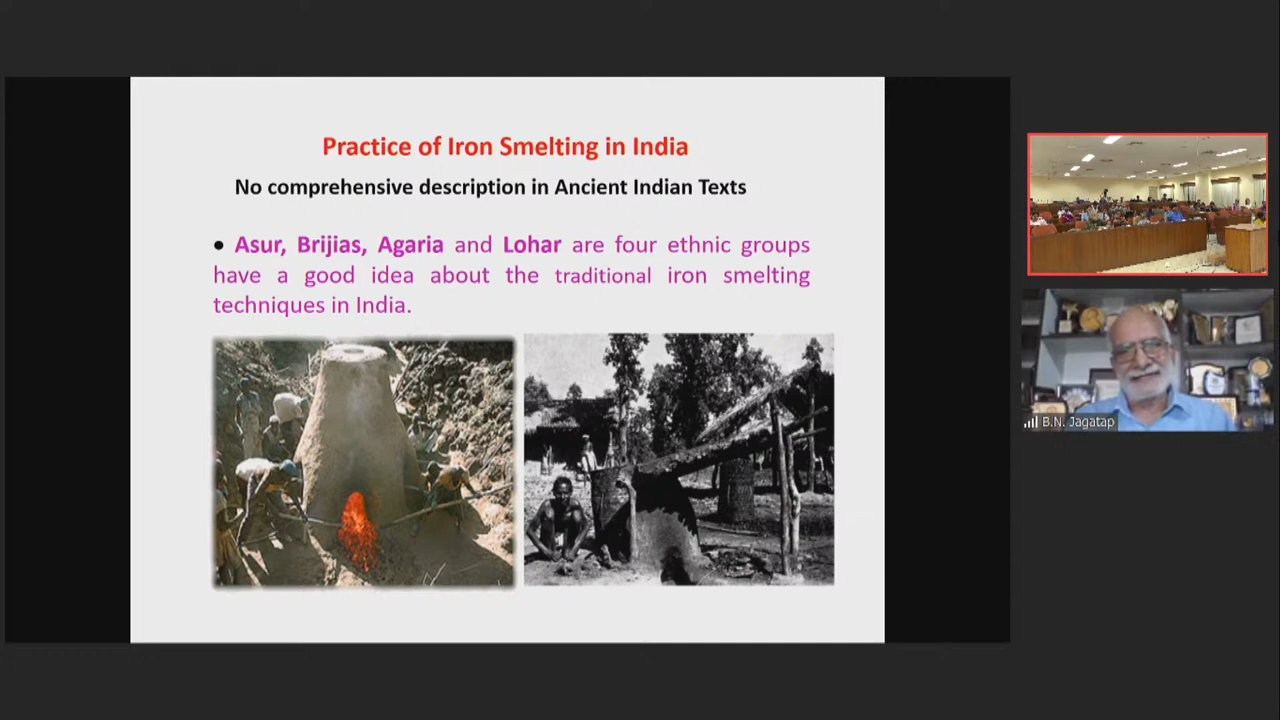 Practice of Iron Smelting in India
No comprehensive description in Ancient Indian Texts
• Asur, Brijias, Agaria and Lohar are four ethnic groups
have a good idea about the traditional iron smelting
techniques in India.
B.N. Jagatap